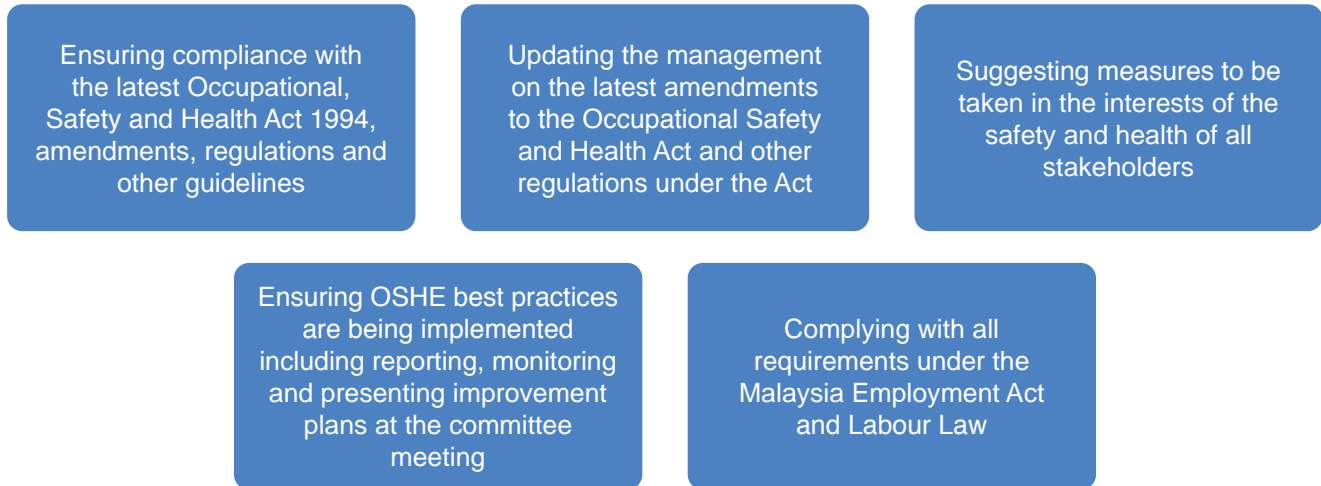 Ensuring compliance with
the latest Occupational,
Safety and Health Act 1994,
amendments, regulations and
other guidelines
Updating the management
on the latest amendments
to the Occupational Safety
and Health Act and other
regulations under the Act
Suggesting measures to be
taken in the interests of the
safety and health of all
stakeholders
Ensuring OSHE best practices
are being implemented
including reporting, monitoring
and presenting improvement
plans at the committee
meeting
Complying with all
requirements under the
Malaysia Employment Act
and Labour Law